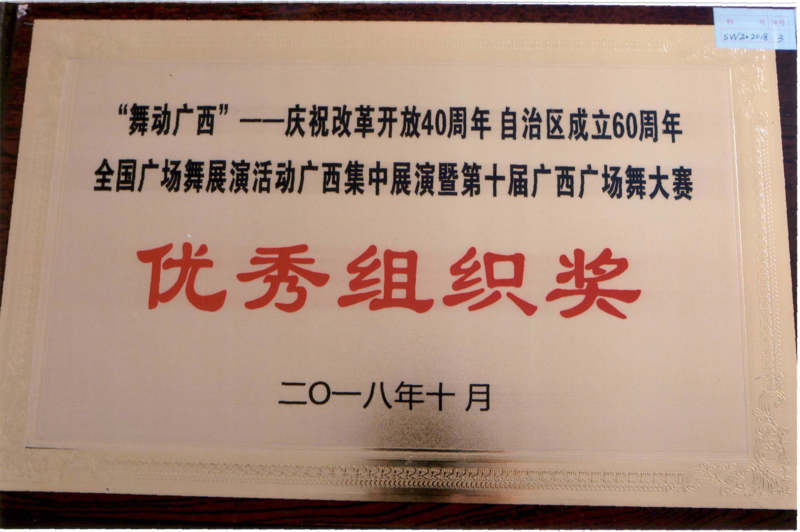 SW202018 3
“舞动广西”——庆祝改革开放40周年 自治区成立60周年
全国广场舞展演活动广西集中展演暨第十届广西广场舞大赛
优秀组织奖
二〇一八年十月